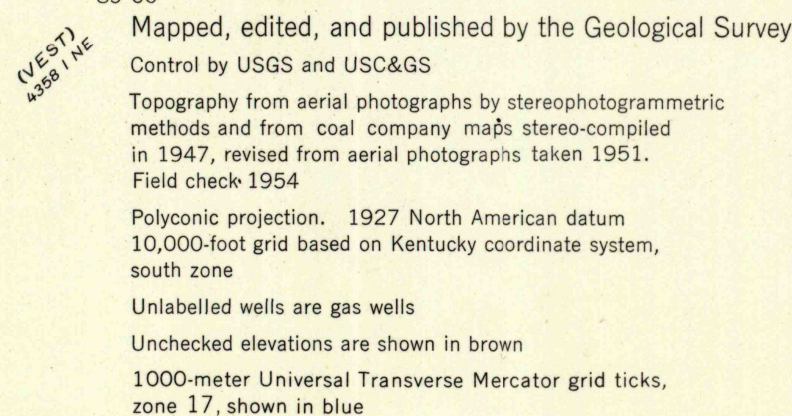 (VEST)
4358 I NE
Mapped, edited, and published by the Geological Survey
Control by USGS and USC&GS
Topography from aerial photographs by stereophotogrammetric
methods and from coal company maps stereo-compiled
in 1947, revised from aerial photographs taken 1951.
Field check 1954
Polyconic projection. 1927 North American datum
10,000-foot grid based on Kentucky coordinate system,
south zone
Unlabelled wells are gas wells
Unchecked elevations are shown in brown
1000-meter Universal Transverse Mercator grid ticks,
zone 17, shown in blue